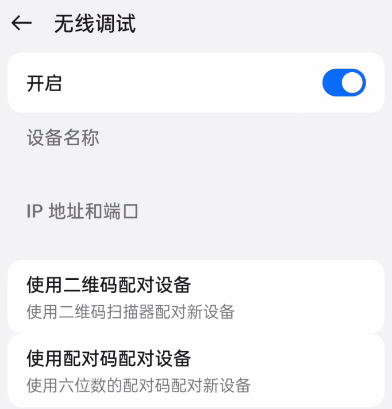 无线调试
开启
设备名称
IP 地址和端口
使用二维码配对设备
使用二维码扫描器配对新设备
使用配对码配对设备
使用六位数的配对码配对新设备